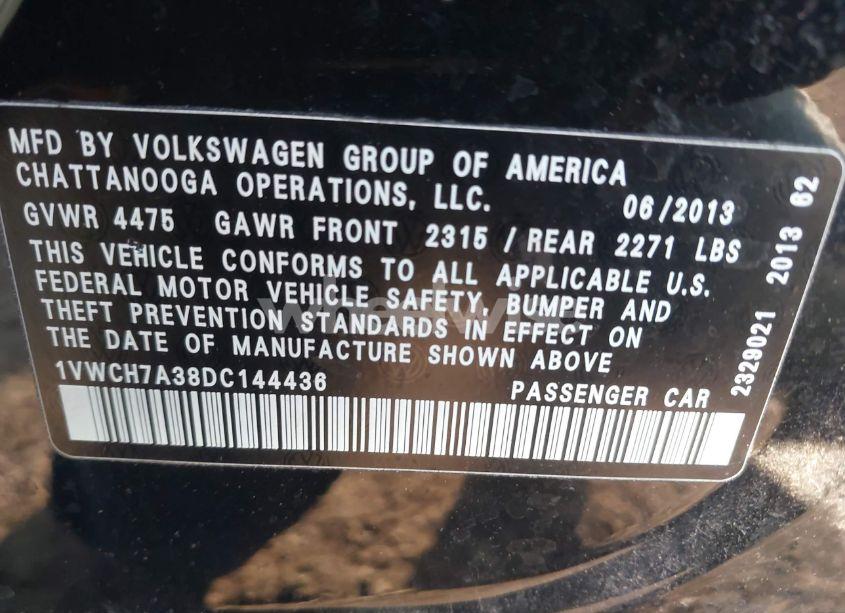 MFD BY VOLKSWAGEN GROUP OF AMERICA
CHATTANOOGA OPERATIONS, LLC. 06/2013
GVWR 4475 GAWR FRONT 2315 / REAR 2271 LBS
THIS VEHICLE CONFORMS TO ALL APPLICABLE U.S.
FEDERAL MOTOR VEHICLE SAFETY, BUMPER AND
THEFT PREVENTION STANDARDS IN EFFECT ON
THE DATE OF MANUFACTURE SHOWN ABOVE
1VWCH7A38DC144436 PASSENGER CAR
2329021 2013 62